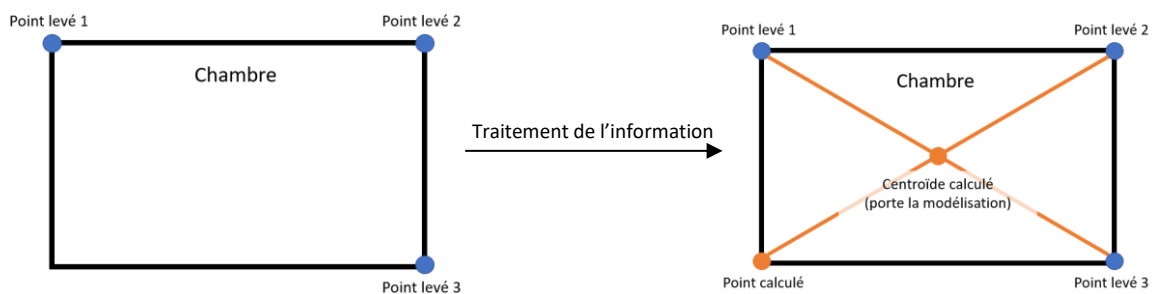 Point levé 1
Point levé 2
Chambre
Point levé 3
Traitement de l’information
Point levé 1
Point levé 2
Chambre
Centroïde calculé
(porte la modélisation)
Point calculé
Point levé 3